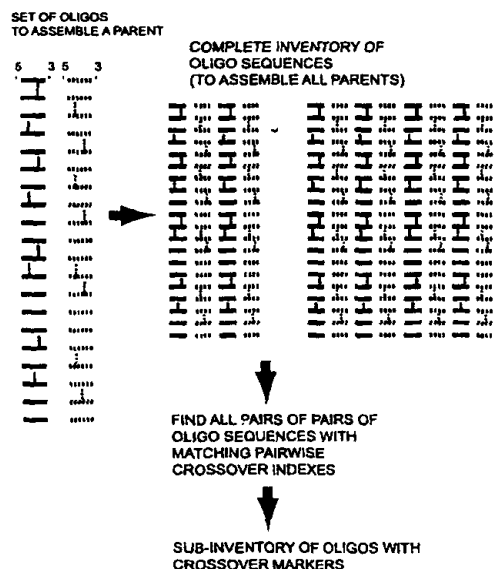 SET OF OLIGOS
TO ASSEMBLE A PARENT
5 3 5 3
COMPLETE INVENTORY OF
OLIGO SEQUENCES
(TO ASSEMBLE ALL PARENTS)
FIND ALL PAIRS OF PAIRS OF
OLIGO SEQUENCES WITH
MATCHING PAIRWISE
CROSSOVER INDEXES
SUB-INVENTORY OF OLIGOS WITH
CROSSOVER MARKERS